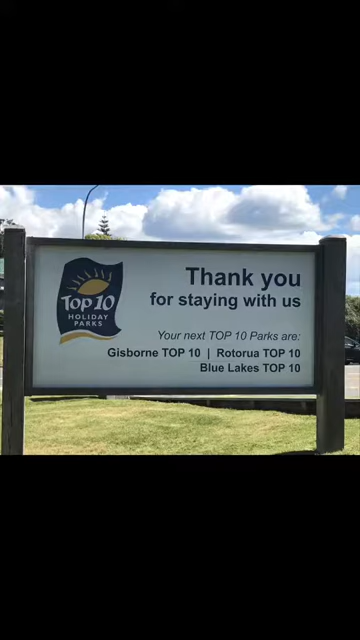 TOP 10
HOLIDAY
PARKS
Thank you
for staying with us
Your next TOP 10 Parks are:
Gisborne TOP 10 | Rotorua TOP 10
Blue Lakes TOP 10